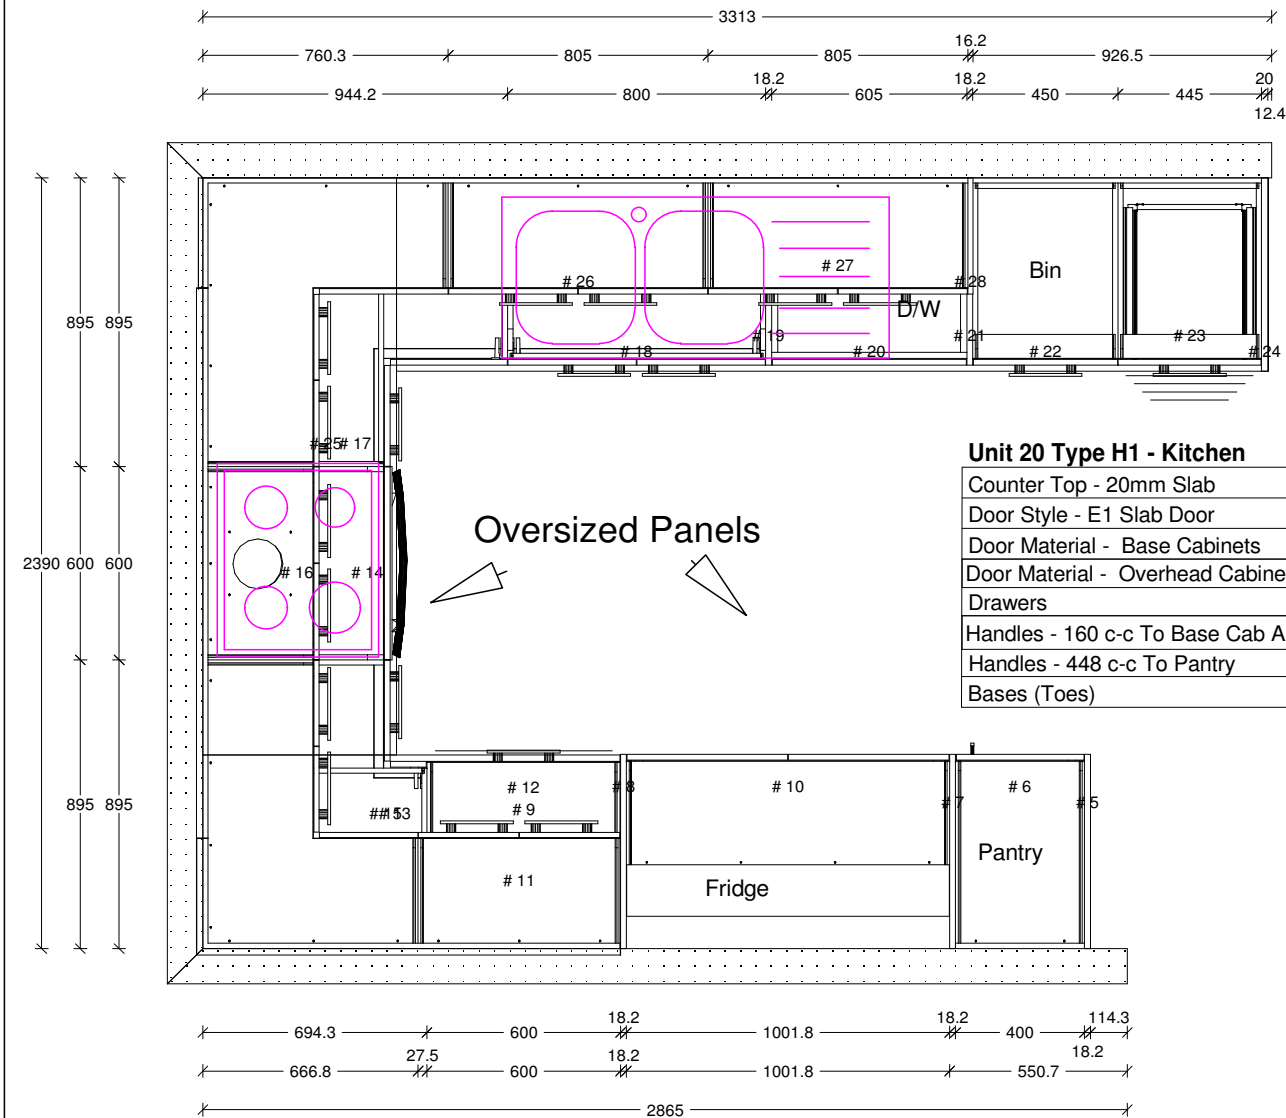 3313
16.2
760.3 805 805 926.5
18.2 18.2 20
944.2 800 605 450 445
12.4
# 27 Bin
# 26 # 28
D/W
895 895
# 19 # 21 # 23
# 18 # 20 # 22 # 24
# 17
Unit 20 Type H1 - Kitchen
Counter Top - 20mm Slab
Door Style - E1 Slab Door
Door Material - Base Cabinets
Door Material - Overhead Cabine
Drawers
Handles - 160 c-c To Base Cab A
Handles - 448 c-c To Pantry
Bases (Toes)
Oversized Panels
2390 600 600
# 16 # 14
# 12 # 8 # 10 # 6
# 7 # 5
895 895
# 13 # 9
Pantry
# 11
Fridge
18.2 18.2 114.3
694.3 600 1001.8 400
27.5 18.2 18.2
666.8 600 1001.8 550.7
2865